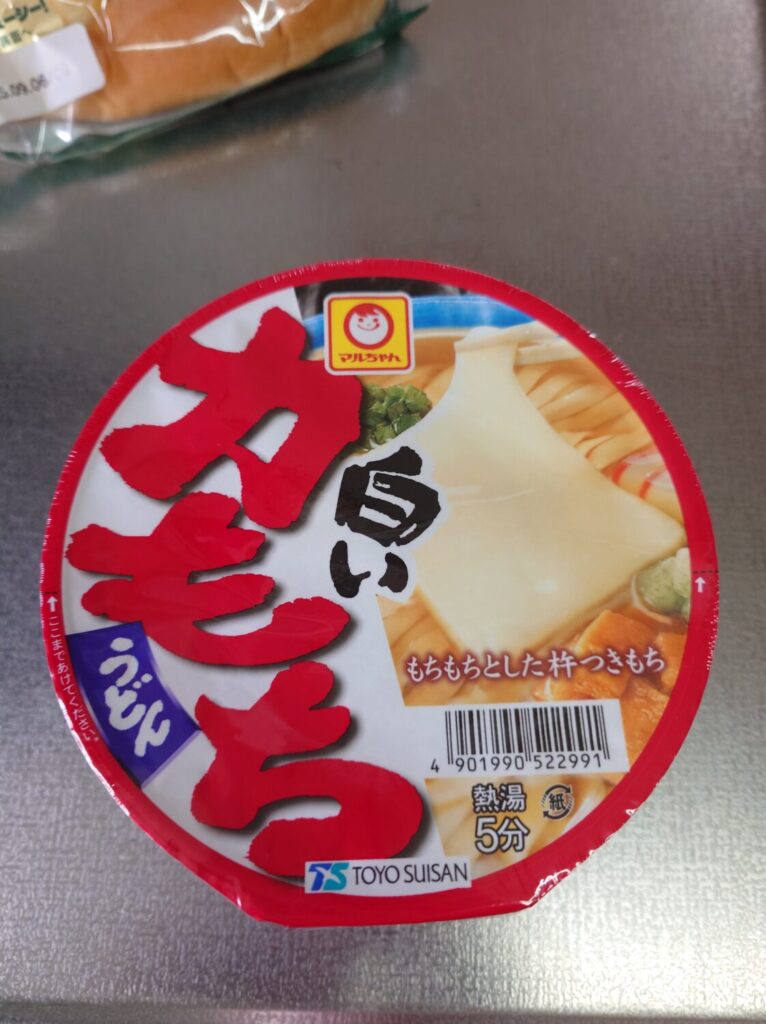 マルちゃん
白い
力もち
うどん
もちもちとした杵つきもち
4 901990 522991
熱湯
5分
紙
ここまであけてください。
TS TOYO SUISAN